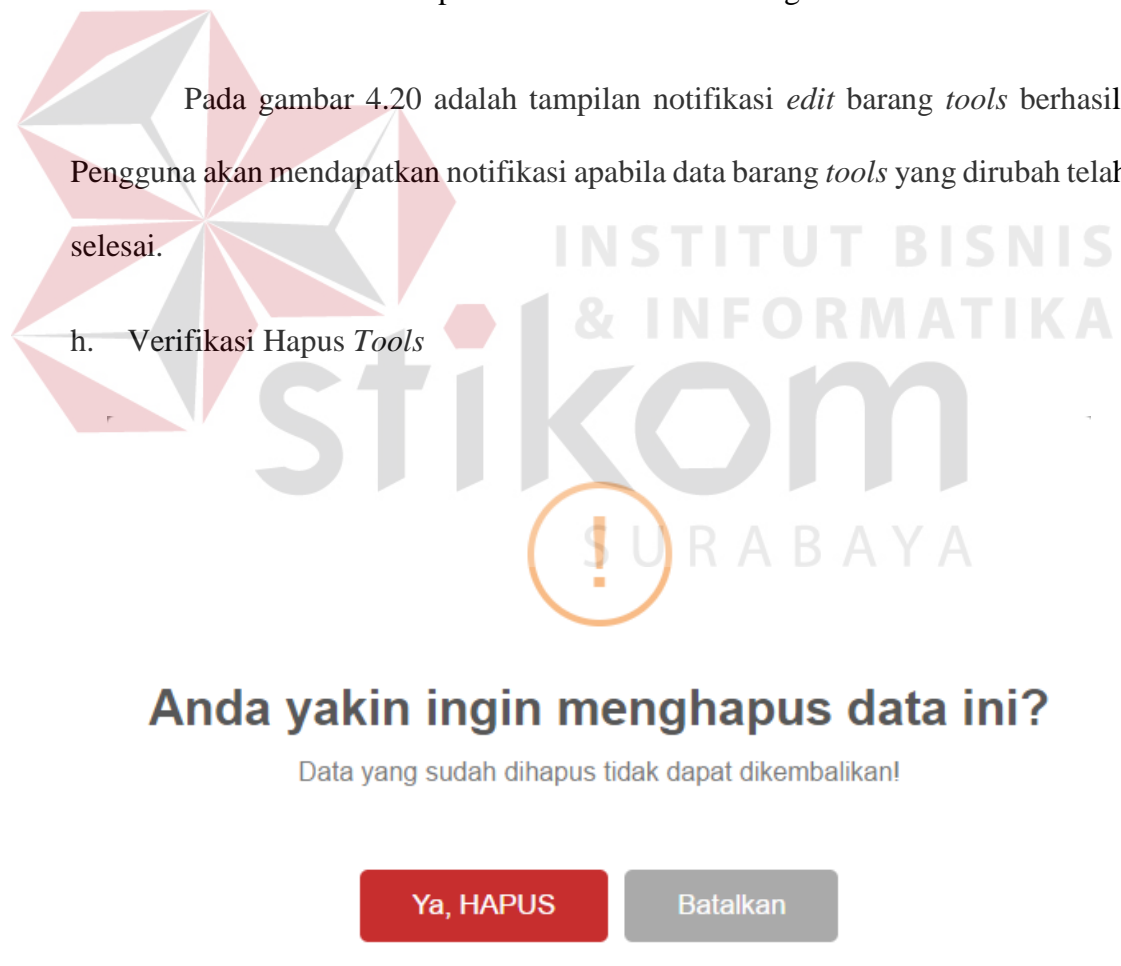 Pada gambar 4.20 adalah tampilan notifikasi edit barang tools berhasil
Pengguna akan mendapatkan notifikasi apabila data barang tools yang dirubah telah
selesai.
INSTITUT BISNIS
& INFORMATIKA
h. Verifikasi Hapus Tools
stikom
SURABAYA
!
Anda yakin ingin menghapus data ini?
Data yang sudah dihapus tidak dapat dikembalikan!
Ya, HAPUS
Batalkan